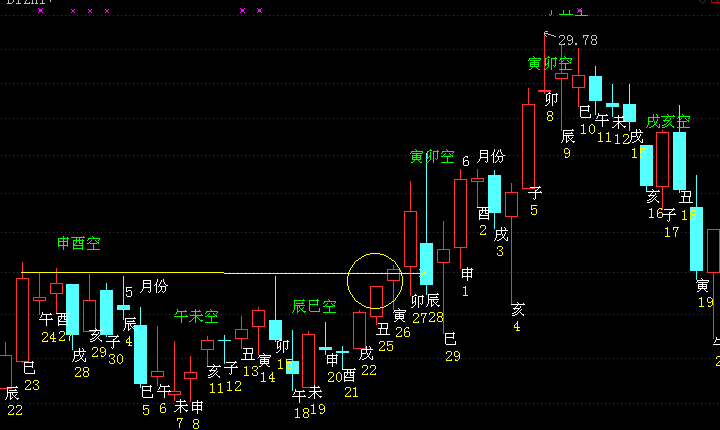 29.78
寅卯空
卯
8
辰
9
巳
10
午
11
未
12
戌
15
戌亥空
亥
16
子
17
丑
18
寅
19
寅卯空
6 月份
酉
2
戌
3
子
5
申
1
亥
4
申酉空
5 月份
午
24
酉
27
戌
28
亥
29
子
30
辰
4
巳
23
辰
22
巳
5
午
6
未
7
申
8
午未空
亥
11
子
12
丑
13
寅
14
卯
15
辰巳空
午
18
未
19
申
20
酉
21
戌
22
丑
25
寅
26
卯
27
辰
28
巳
29